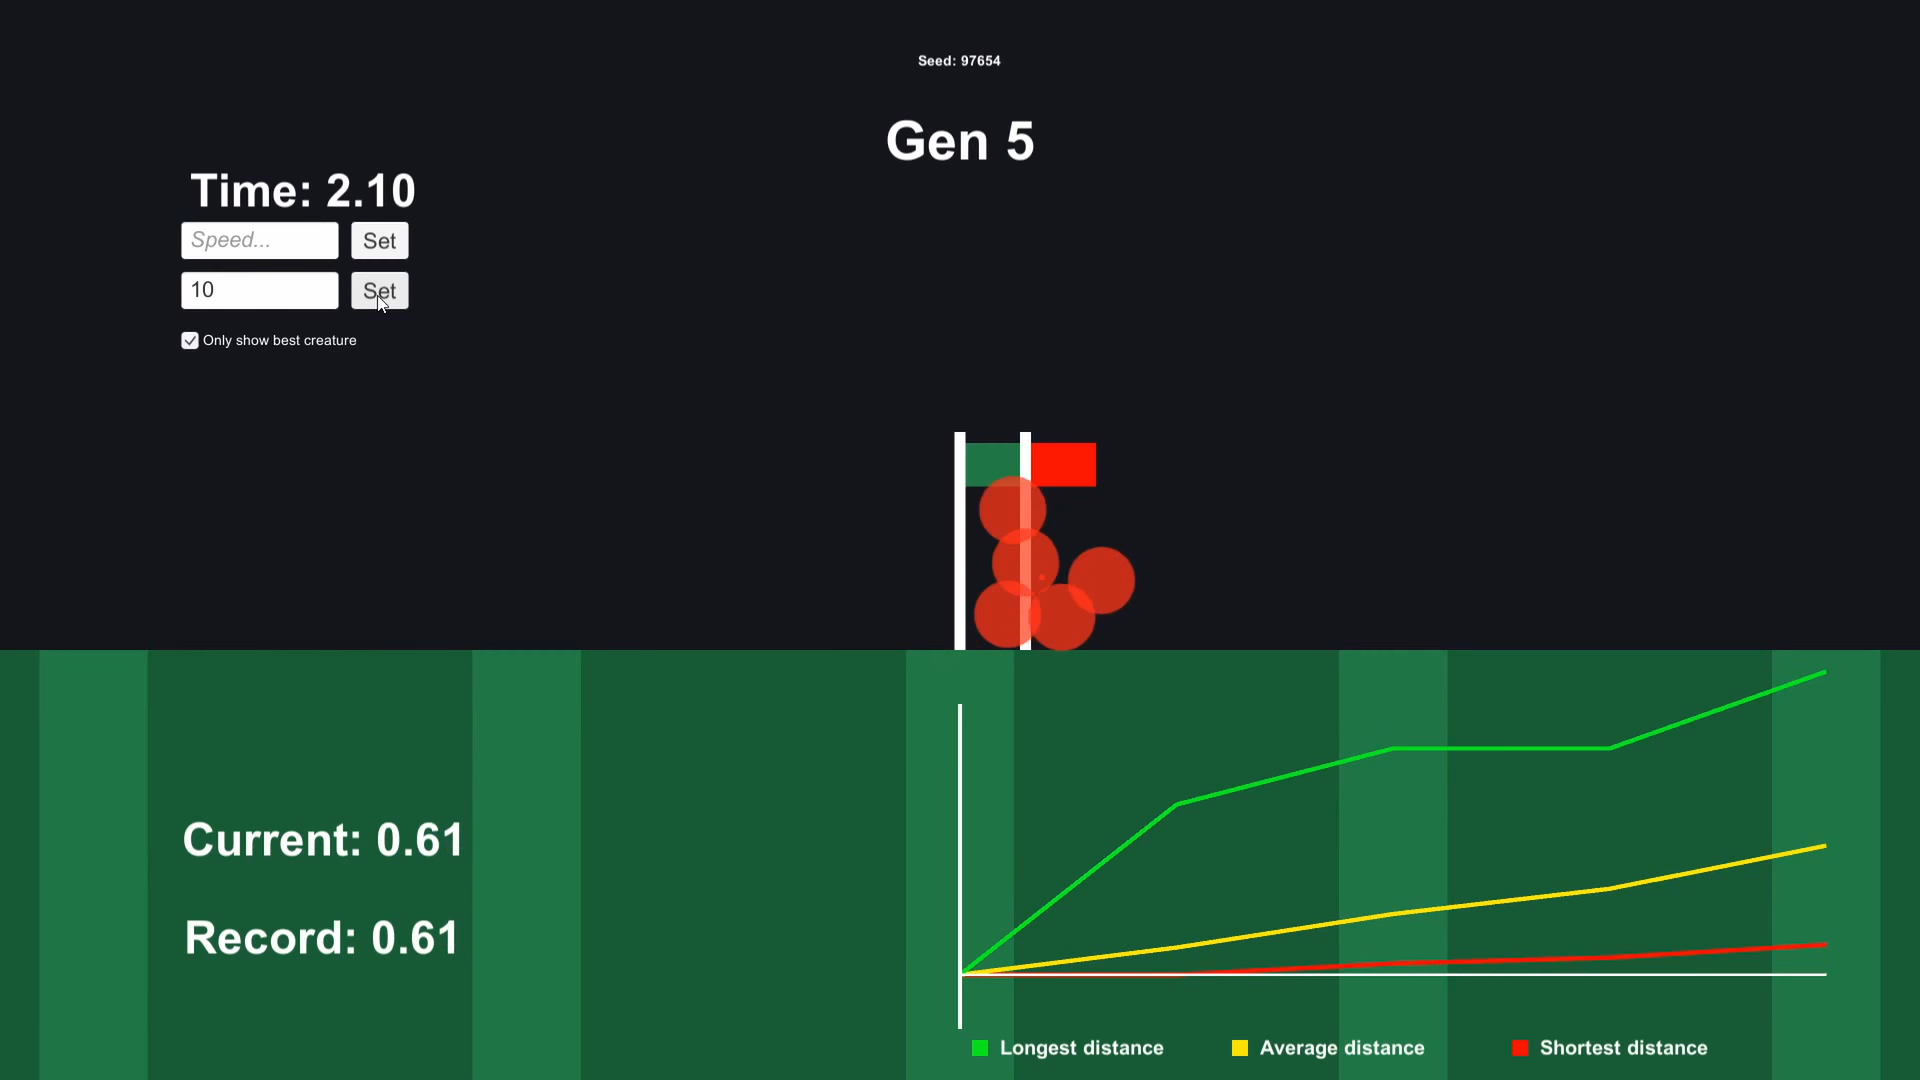 Seed: 97654
Gen 5
Time: 2.10
Speed...
Set
10
Set
Only show best creature
Current: 0.61
Record: 0.61
Longest distance
Average distance
Shortest distance